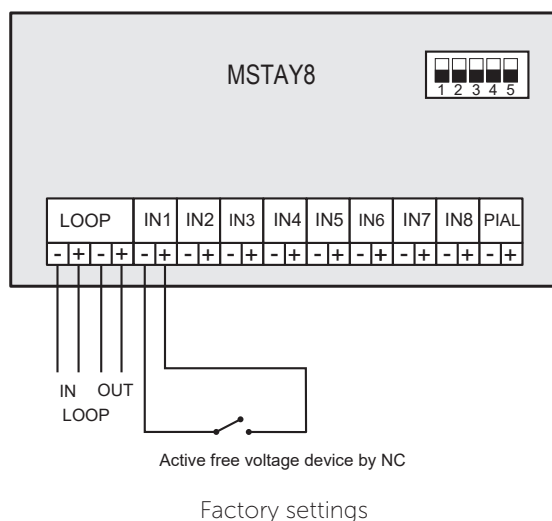 MSTAY8
1 2 3 4 5
LOOP IN1 IN2 IN3 IN4 IN5 IN6 IN7 IN8 PIAL
- + - + - + - + - + - + - + - + - + - + - +
IN OUT
LOOP
Active free voltage device by NC
Factory settings